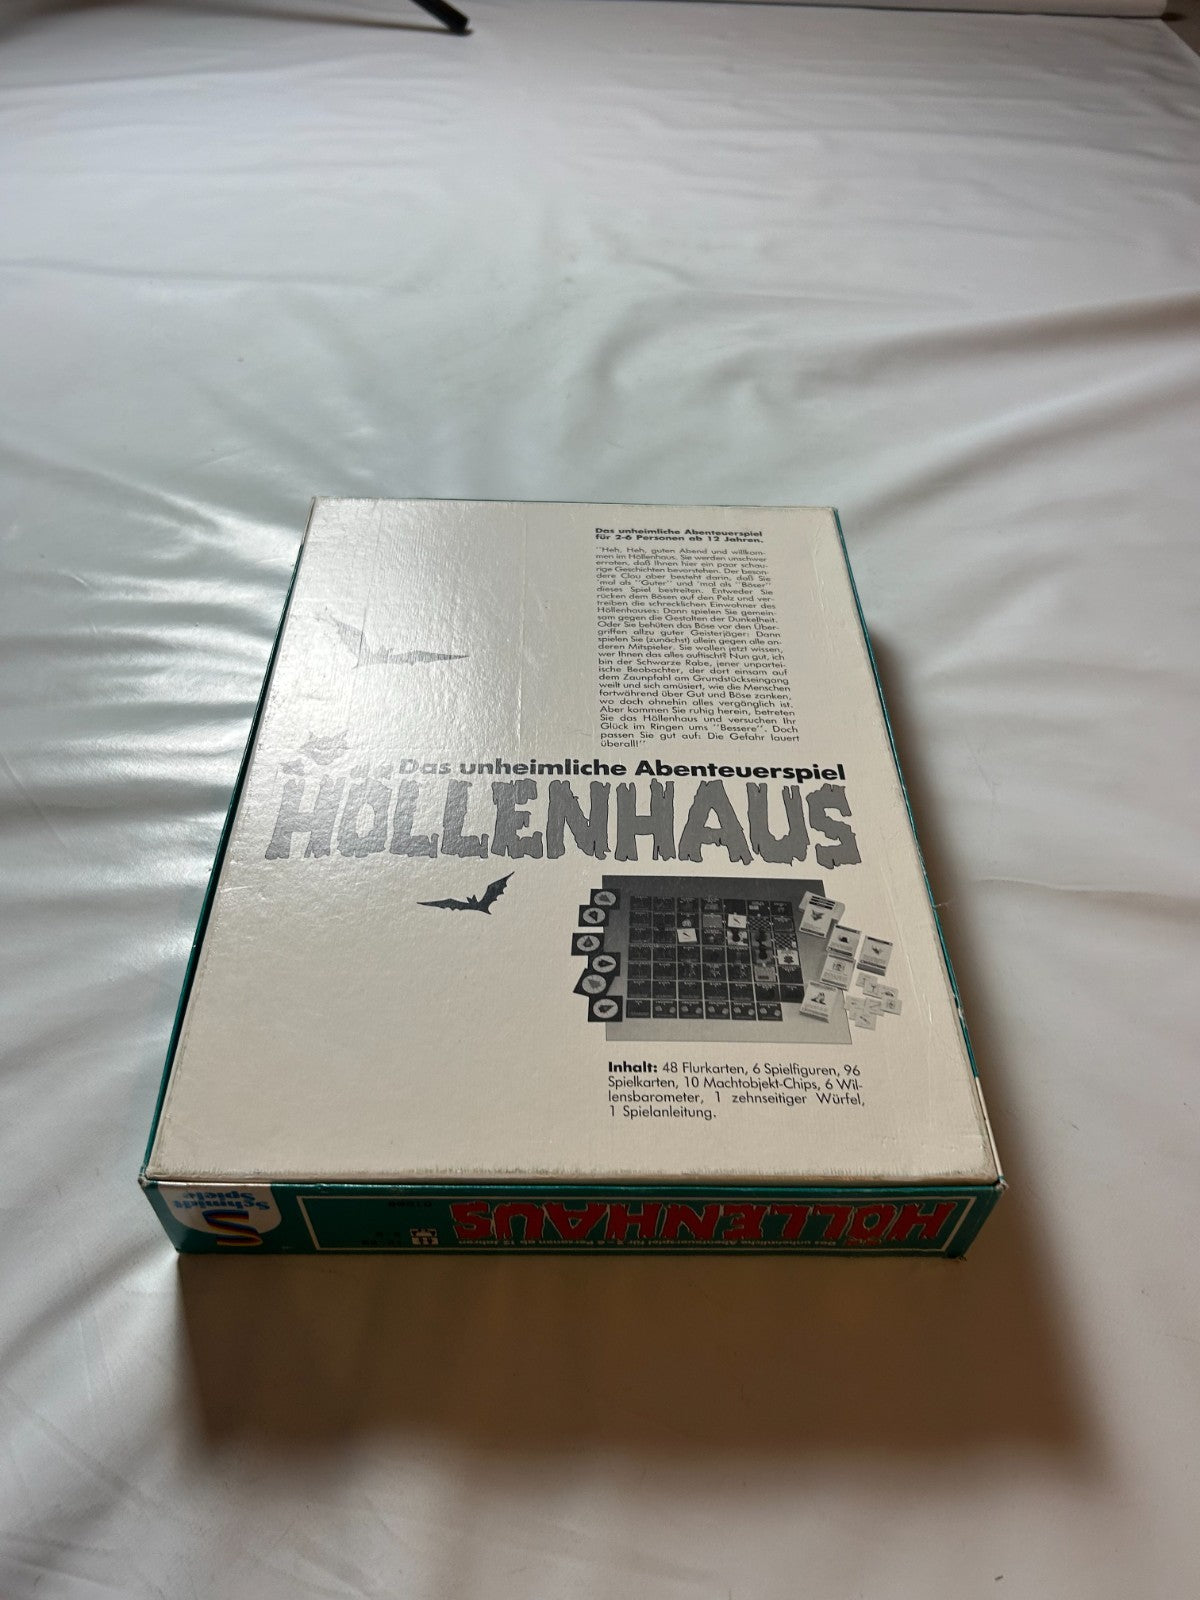 Das unheimliche Abenteuerspiel
für 2-6 Personen ab 12 Jahren.
"Heh, Heh, guten Abend und willkom-
men im Höllenhaus. Sie werden unschwer
erraten, daß Ihnen hier ein paar schau-
rige Geschichten bevorstehen. Der beson-
dere Clou aber besteht darin, daß Sie
'mal als "Guter" und 'mal als "Böser"
dieses Spiel bestreiten. Entweder Sie
rücken dem Bösen auf den Pelz und ver-
treiben die schrecklichen Einwohner des
Höllenhauses: Dann spielen Sie gemein-
sam gegen die Gestalten der Dunkelheit.
Oder Sie behüten das Böse vor den Über-
griffen allzu guter Geisterjäger: Dann
spielen Sie (zunächst) allein gegen alle an-
deren Mitspieler. Sie wollen jetzt wissen,
wer Ihnen das alles auftischt? Nun gut, ich
bin der Schwarze Rabe, jener unpartei-
ische Beobachter, der dort einsam auf
dem Zaunpfahl am Grundstückseingang
weilt und sich amüsiert, wie die Menschen
fortwährend über Gut und Böse zanken,
wo doch ohnehin alles vergänglich ist.
Aber kommen Sie ruhig herein, betreten
Sie das Höllenhaus und versuchen Ihr
Glück im Ringen ums "Bessere". Doch
passen Sie gut auf: Die Gefahr lauert
überall!"
Das unheimliche Abenteuerspiel
HÖLLENHAUS
Inhalt: 48 Flurkarten, 6 Spielfiguren, 96
Spielkarten, 10 Machtobjekt-Chips, 6 Wil-
lensbarometer, 1 zehnseitiger Würfel,
1 Spielanleitung.
Schmidt
Spiele
HÖLLENHAUS
Das unheimliche Abenteuerspiel für 2-6 Personen ab 12 Jahren